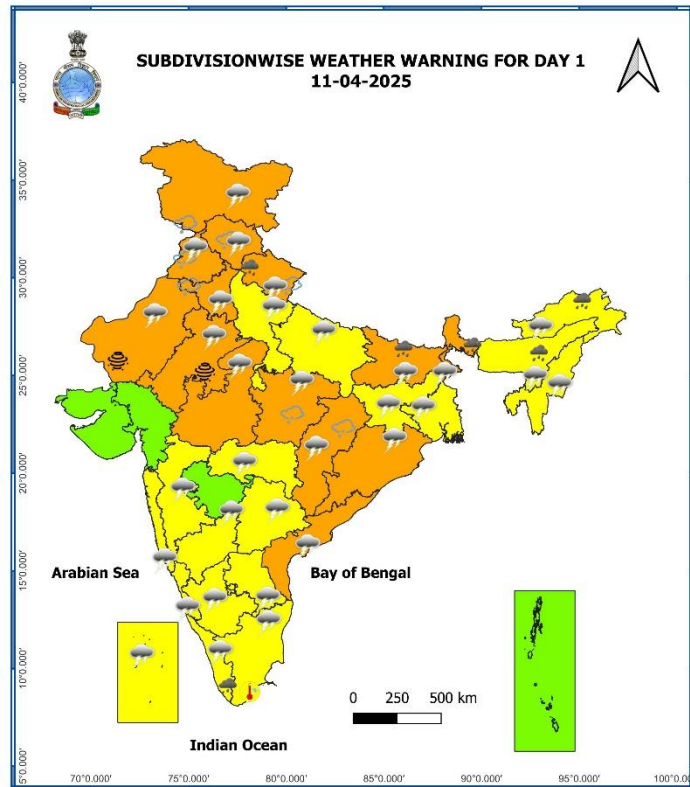 SUBDIVISIONWISE WEATHER WARNING FOR DAY 1
11-04-2025
40°0.000'
35°0.000'
30°0.000'
25°0.000'
20°0.000'
15°0.000'
10°0.000'
5°0.000'
Arabian Sea
Bay of Bengal
0 250 500 km
Indian Ocean
70°0.000' 75°0.000' 80°0.000' 85°0.000' 90°0.000' 95°0.000' 100°0.0